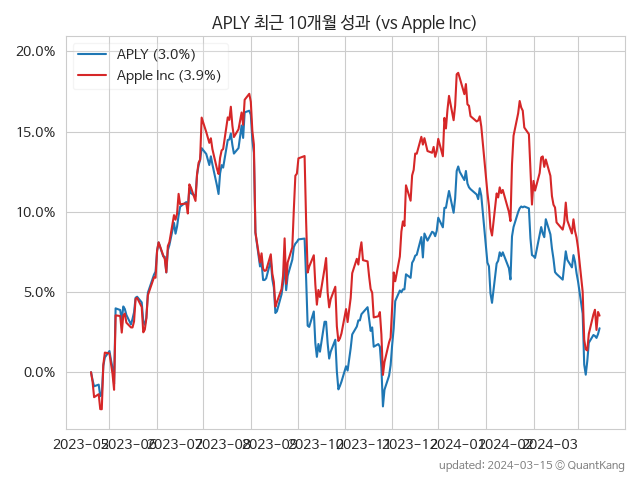 APLY 최근 10개월 성과 (vs Apple Inc)
APLY (3.0%)
Apple Inc (3.9%)
20.0%
15.0%
10.0%
5.0%
0.0%
2023-05 2023-06 2023-07 2023-08 2023-09 2023-10 2023-11 2023-12 2024-01 2024-02 2024-03
updated: 2024-03-15 © QuantKang